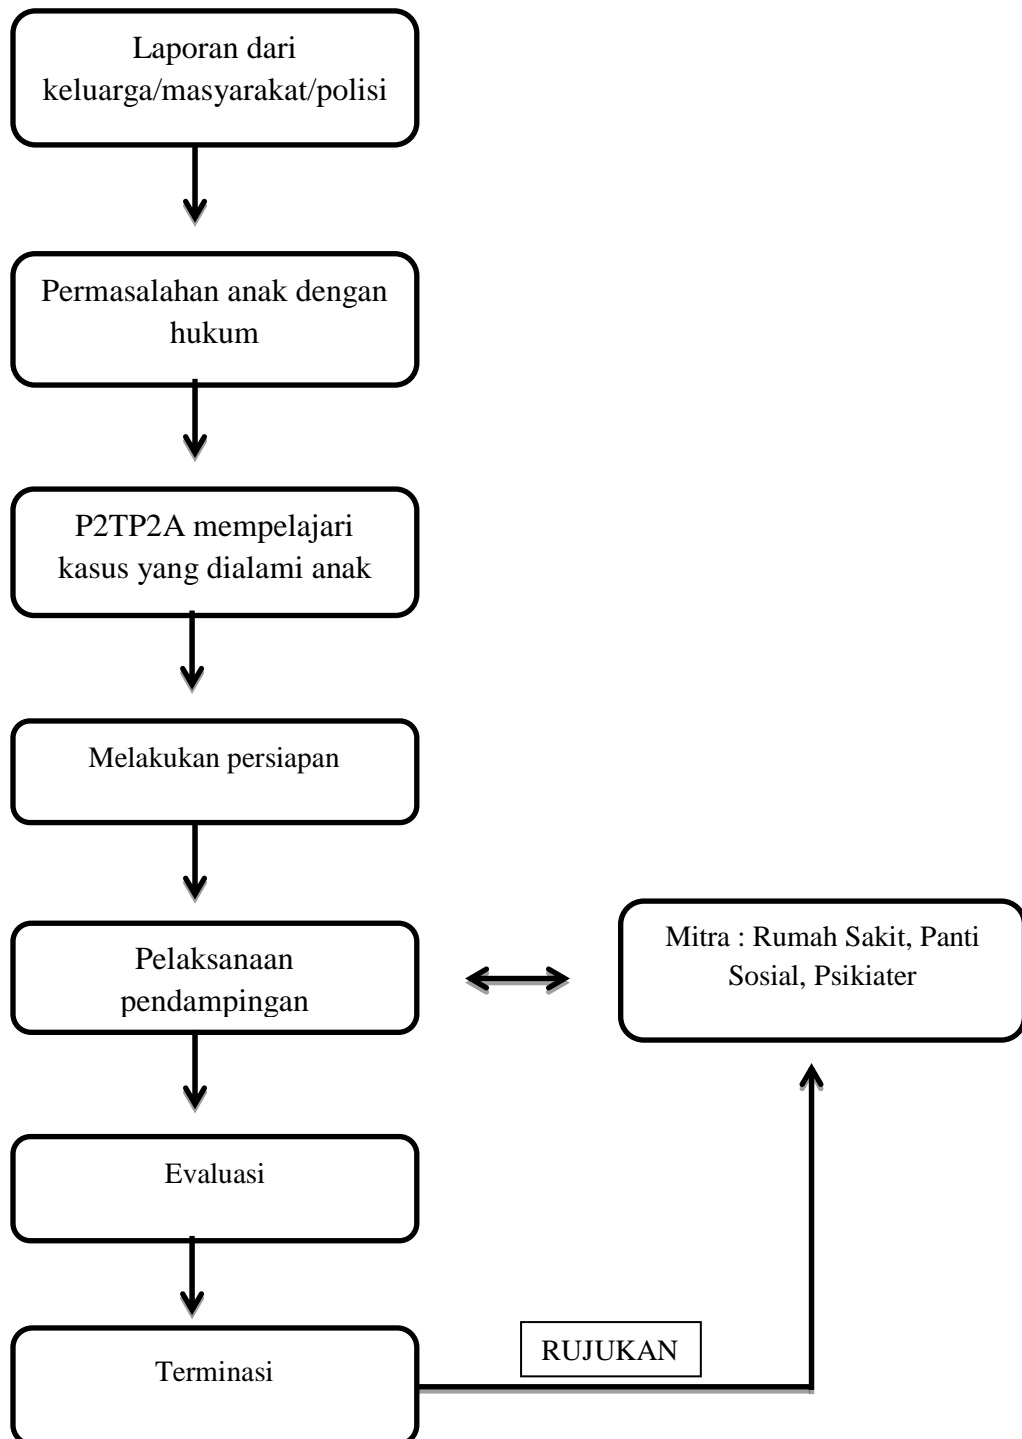 Laporan dari
keluarga/masyarakat/polisi
Permasalahan anak dengan
hukum
P2TP2A mempelajari
kasus yang dialami anak
Melakukan persiapan
Pelaksanaan
pendampingan
Mitra : Rumah Sakit, Panti
Sosial, Psikiater
Evaluasi
Terminasi
RUJUKAN